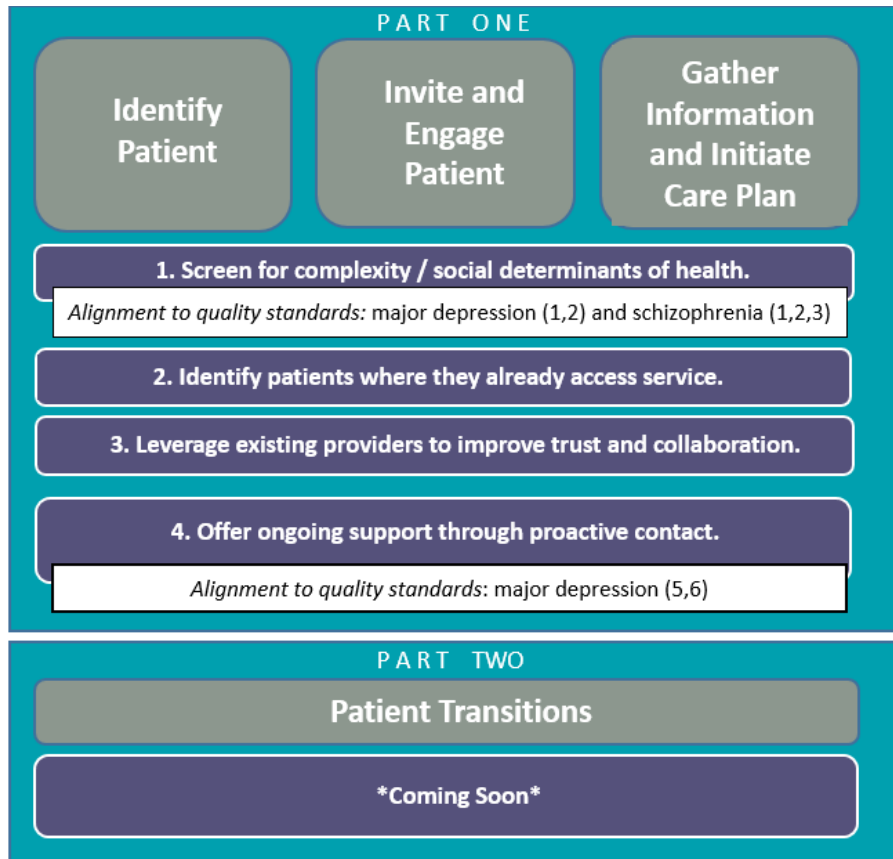 PART ONE
Identify
Patient
Invite and
Engage
Patient
Gather
Information
and Initiate
Care Plan
1. Screen for complexity / social determinants of health.
Alignment to quality standards: major depression (1,2) and schizophrenia (1,2,3)
2. Identify patients where they already access service.
3. Leverage existing providers to improve trust and collaboration.
4. Offer ongoing support through proactive contact.
Alignment to quality standards: major depression (5,6)
PART TWO
Patient Transitions
*Coming Soon*